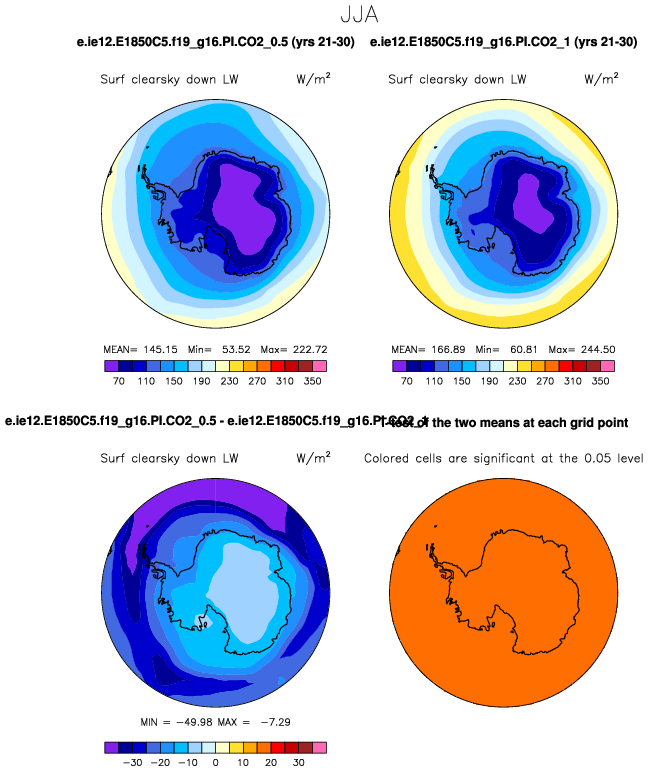 JJA
e.ie12.E1850C5.f19_g16.PI.CO2_0.5 (yrs 21-30)
e.ie12.E1850C5.f19_g16.PI.CO2_1 (yrs 21-30)
Surf clearsky down LW W/m²
Surf clearsky down LW W/m²
MEAN= 145.15 Min= 53.52 Max= 222.72
MEAN= 166.89 Min= 60.81 Max= 244.50
70 110 150 190 230 270 310 350
70 110 150 190 230 270 310 350
e.ie12.E1850C5.f19_g16.PI.CO2_0.5 - e.ie12.E1850C5.f19_g16.PI.CO2_1
T-test of the two means at each grid point
Surf clearsky down LW W/m²
Colored cells are significant at the 0.05 level
MIN = −49.98 MAX = −7.29
−30 −20 −10 0 10 20 30